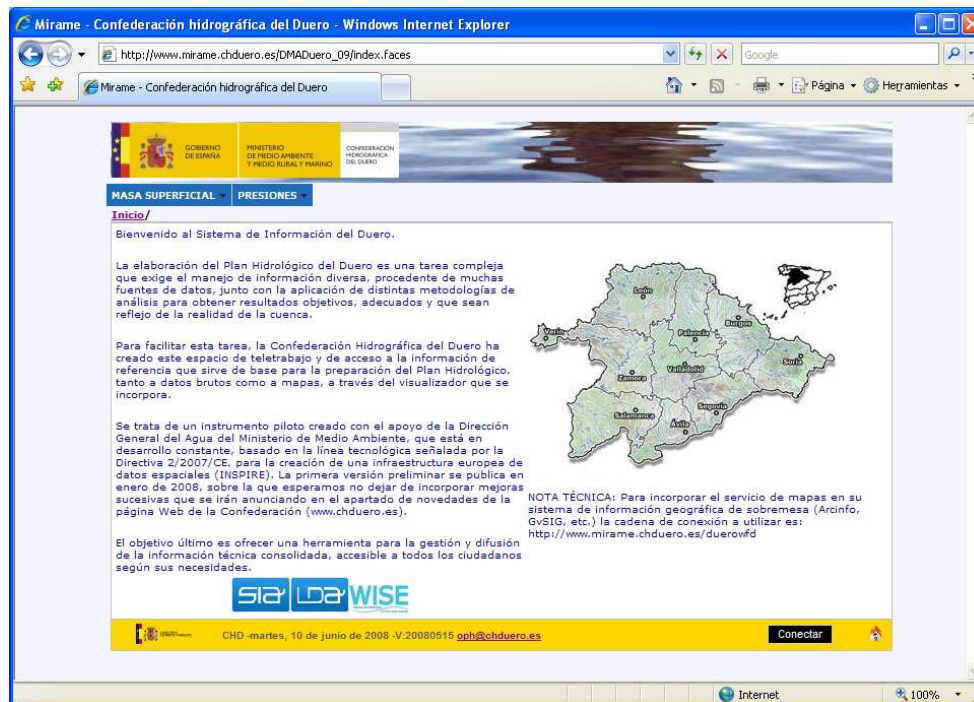 Mirame - Confederación hidrográfica del Duero - Windows Internet Explorer
http://www.mirame.chduero.es/DMADuero_09/index.faces
Google
Mirame - Confederación hidrográfica del Duero
Página
Herramientas
GOBIERNO
DE ESPAÑA
MINISTERIO
DE MEDIO AMBIENTE
Y MEDIO RURAL Y MARINO
CONFEDERACIÓN
HIDROGRÁFICA
DEL DUERO
MASA SUPERFICIAL
PRESIONES
Inicio/
Bienvenido al Sistema de Información del Duero.
La elaboración del Plan Hidrológico del Duero es una tarea compleja
que exige el manejo de información diversa, procedente de muchas
fuentes de datos, junto con la aplicación de distintas metodologías de
análisis para obtener resultados objetivos, adecuados y que sean
reflejo de la realidad de la cuenca.
Para facilitar esta tarea, la Confederación Hidrográfica del Duero ha
creado este espacio de teletrabajo y de acceso a la información de
referencia que sirve de base para la preparación del Plan Hidrológico,
tanto a datos brutos como a mapas, a través del visualizador que se
incorpora.
Se trata de un instrumento piloto creado con el apoyo de la Dirección
General del Agua del Ministerio de Medio Ambiente, que está en
desarrollo constante, basado en la línea tecnológica señalada por la
Directiva 2/2007/CE, para la creación de una infraestructura europea de
datos espaciales (INSPIRE). La primera versión preliminar se publica en
enero de 2008, sobre la que esperamos no dejar de incorporar mejoras
sucesivas que se irán anunciando en el apartado de novedades de la
página Web de la Confederación (www.chduero.es).
El objetivo último es ofrecer una herramienta para la gestión y difusión
de la información técnica consolidada, accesible a todos los ciudadanos
según sus necesidades.
León
Verín
Palencia
Burgos
Zamora
Valladolid
Soria
Salamanca
Segovia
Ávila
NOTA TÉCNICA: Para incorporar el servicio de mapas en su
sistema de información geográfica de sobremesa (Arcinfo,
GvSIG, etc.) la cadena de conexión a utilizar es:
http://www.mirame.chduero.es/duerowfd
sia LDa WISE
CHD -martes, 10 de junio de 2008 -V:20080515 oph@chduero.es
Conectar
Internet
100%